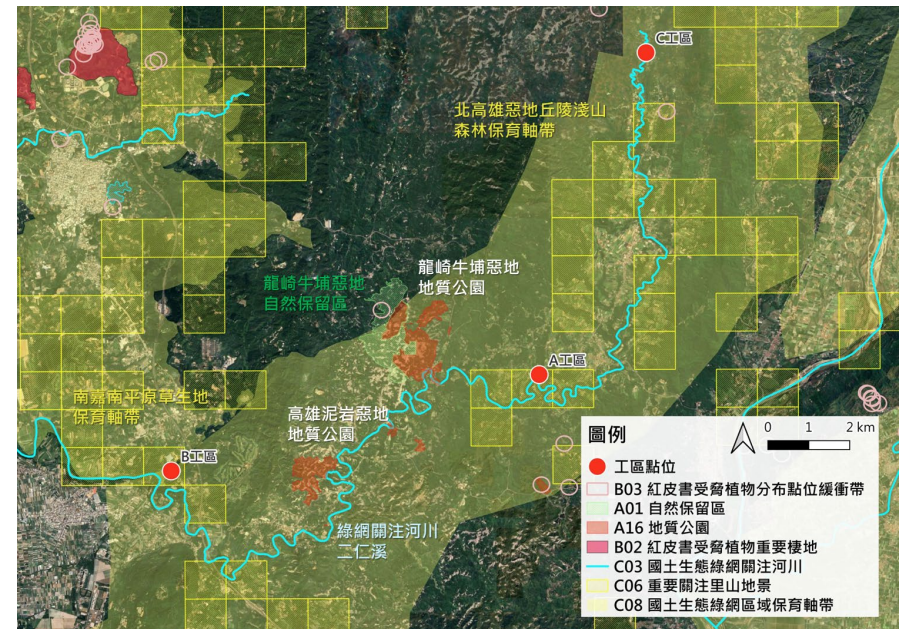 C工區
北高雄惡地丘陵淺山
森林保育軸帶
龍崎牛埔惡地
地質公園
龍崎牛埔惡地
自然保留區
A工區
南嘉南平原草生地
保育軸帶
高雄泥岩惡地
地質公園
B工區
綠網關注河川
二仁溪
圖例
0 1 2 km
工區點位
B03 紅皮書受脅植物分布點位緩衝帶
A01 自然保留區
A16 地質公園
B02 紅皮書受脅植物重要棲地
C03 國土生態綠網關注河川
C06 重要關注里山地景
C08 國土生態綠網區域保育軸帶